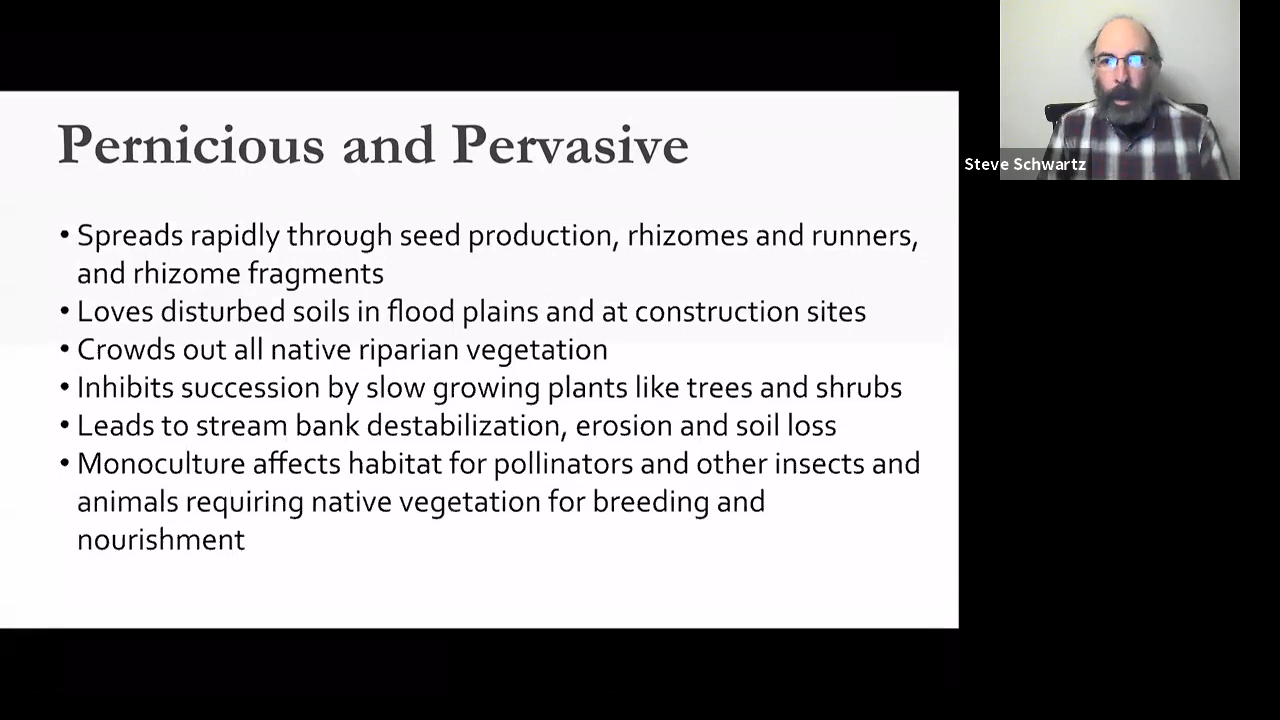 Pernicious and Pervasive
• Spreads rapidly through seed production, rhizomes and runners,
and rhizome fragments
• Loves disturbed soils in flood plains and at construction sites
• Crowds out all native riparian vegetation
• Inhibits succession by slow growing plants like trees and shrubs
• Leads to stream bank destabilization, erosion and soil loss
• Monoculture affects habitat for pollinators and other insects and
animals requiring native vegetation for breeding and
nourishment
Steve Schwartz